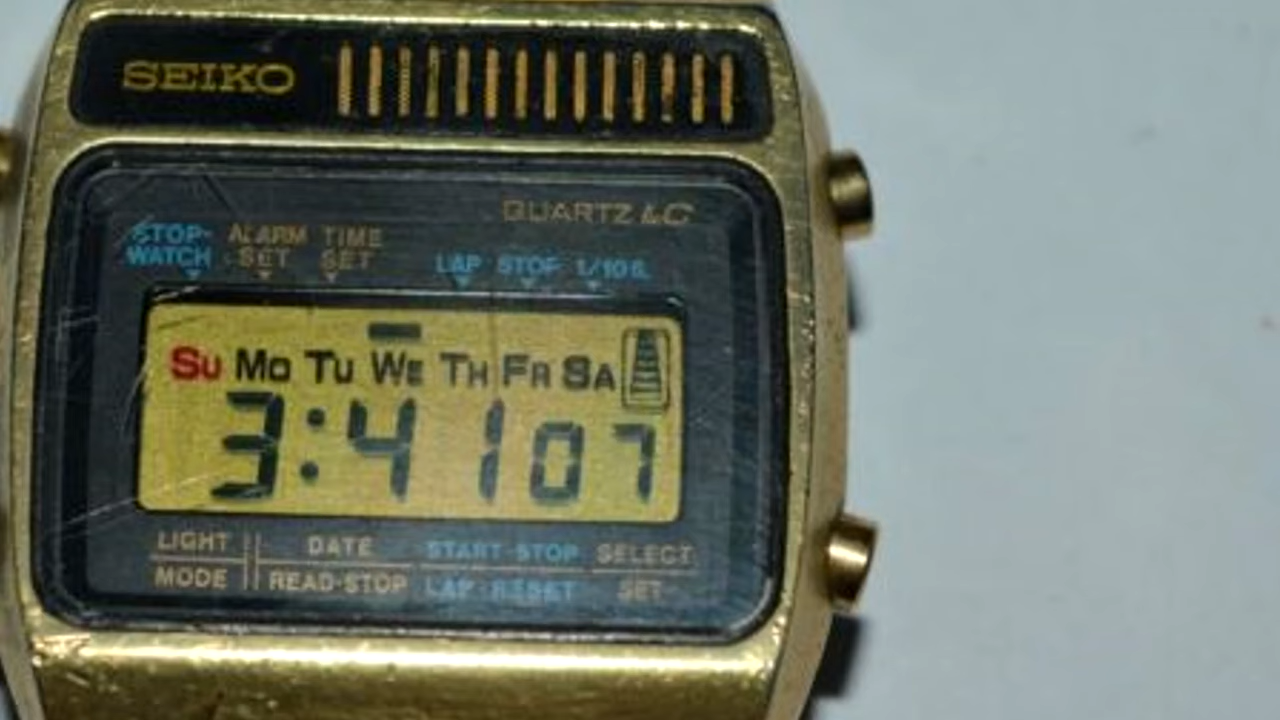 SEIKO
QUARTZ LC
STOP- ALARM TIME
WATCH SET SET LAP STOP 1/10S.
Su Mo Tu We Th Fr Sa
3:41 07
LIGHT DATE START·STOP SELECT
MODE READ·STOP LAP·RESET SET